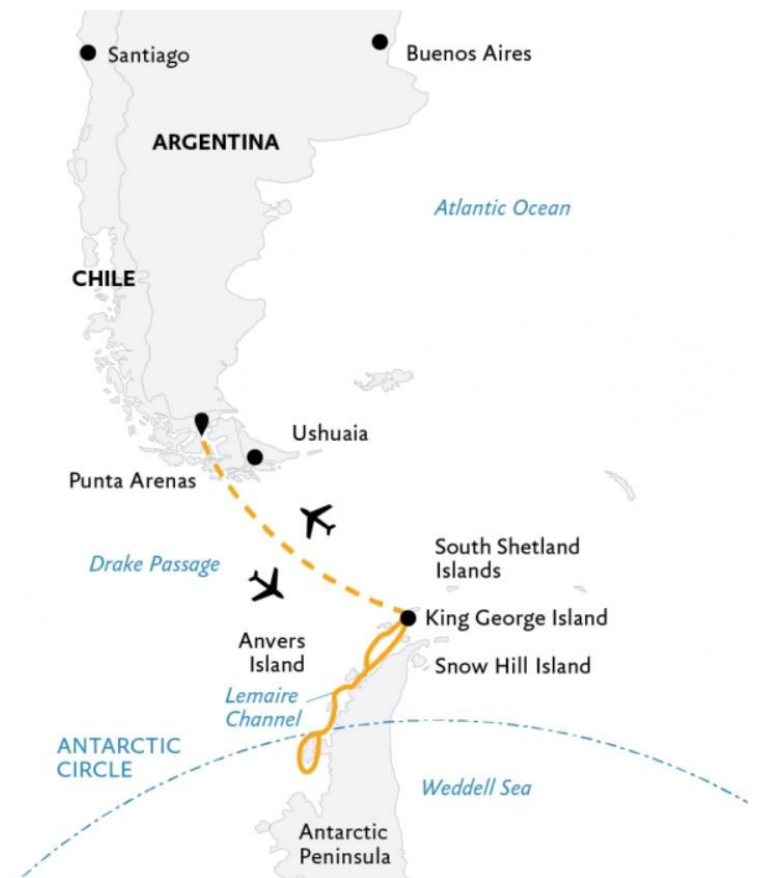 Santiago
Buenos Aires
ARGENTINA
Atlantic Ocean
CHILE
Ushuaia
Punta Arenas
Drake Passage
South Shetland
Islands
King George Island
Anvers
Island
Snow Hill Island
Lemaire
Channel
ANTARCTIC
CIRCLE
Weddell Sea
Antarctic
Peninsula